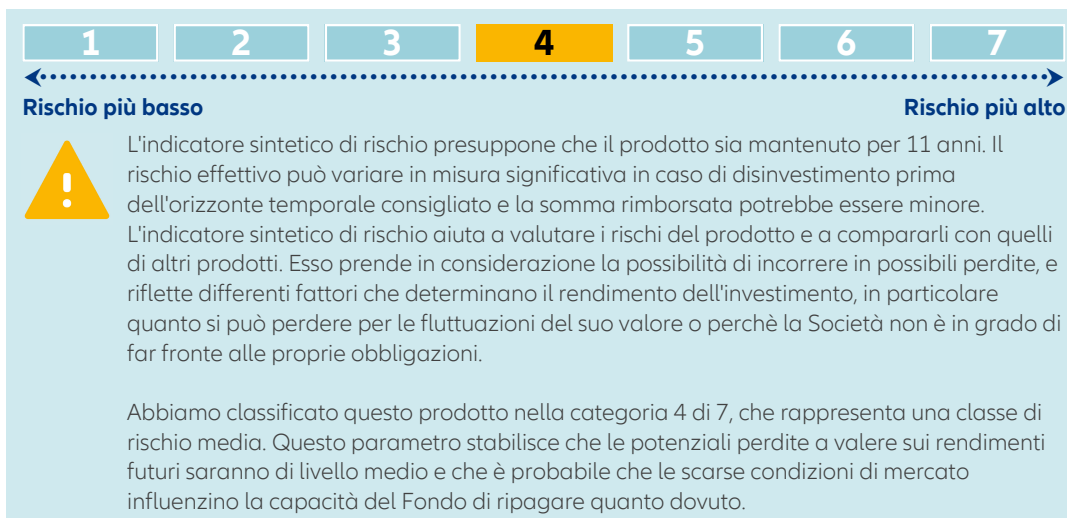 1 2 3 4 5 6 7
Rischio più basso Rischio più alto
L'indicatore sintetico di rischio presuppone che il prodotto sia mantenuto per 11 anni. Il
rischio effettivo può variare in misura significativa in caso di disinvestimento prima
dell'orizzonte temporale consigliato e la somma rimborsata potrebbe essere minore.
L'indicatore sintetico di rischio aiuta a valutare i rischi del prodotto e a compararli con quelli
di altri prodotti. Esso prende in considerazione la possibilità di incorrere in possibili perdite, e
riflette differenti fattori che determinano il rendimento dell'investimento, in particolare
quanto si può perdere per le fluttuazioni del suo valore o perchè la Società non è in grado di
far fronte alle proprie obbligazioni.
Abbiamo classificato questo prodotto nella categoria 4 di 7, che rappresenta una classe di
rischio media. Questo parametro stabilisce che le potenziali perdite a valere sui rendimenti
futuri saranno di livello medio e che è probabile che le scarse condizioni di mercato
influenzino la capacità del Fondo di ripagare quanto dovuto.